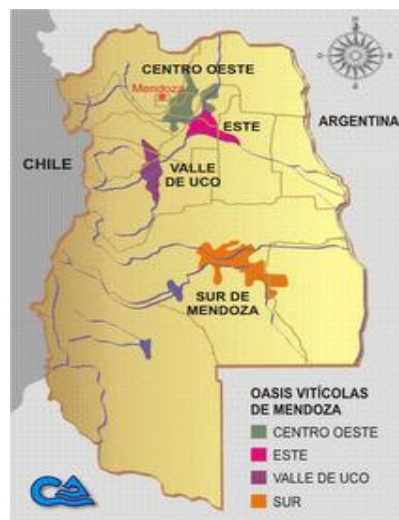 CENTRO OESTE
Mendoza
ARGENTINA
ESTE
CHILE
VALLE
DE UCO
SUR DE
MENDOZA
OASIS VITÍCOLAS
DE MENDOZA
CENTRO OESTE
ESTE
VALLE DE UCO
SUR